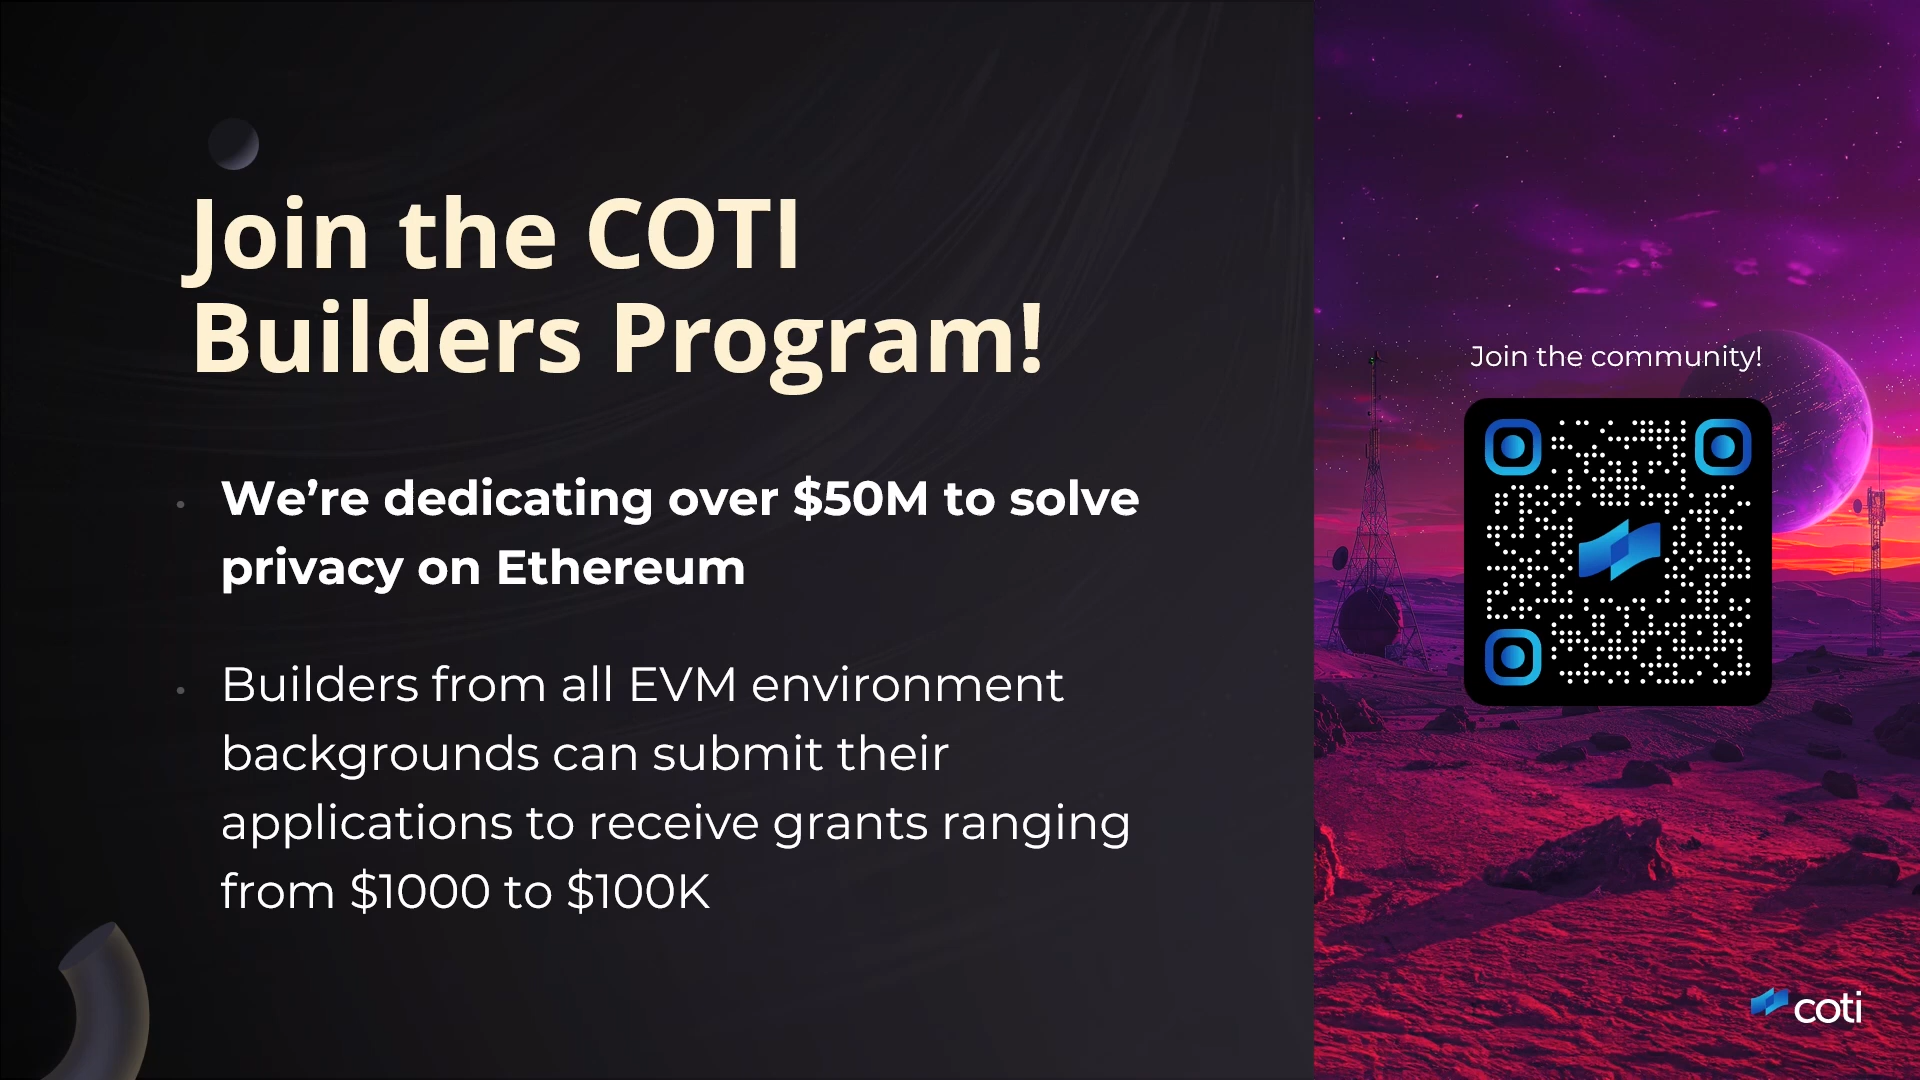 Join the COTI
Builders Program!
We’re dedicating over $50M to solve
privacy on Ethereum
Builders from all EVM environment
backgrounds can submit their
applications to receive grants ranging
from $1000 to $100K
Join the community!
coti